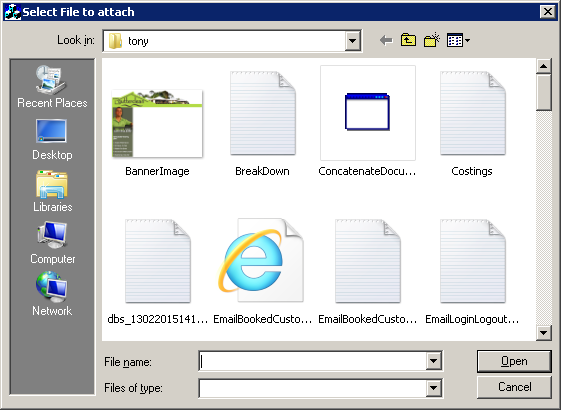 Select File to attach
Look in:
tony
Recent Places
Desktop
Libraries
Computer
Network
BannerImage
BreakDown
ConcatenateDocu...
Costings
dbs_13022015141...
EmailBookedCusto...
EmailBookedCusto...
EmailLoginLogout...
File name:
Open
Files of type:
Cancel